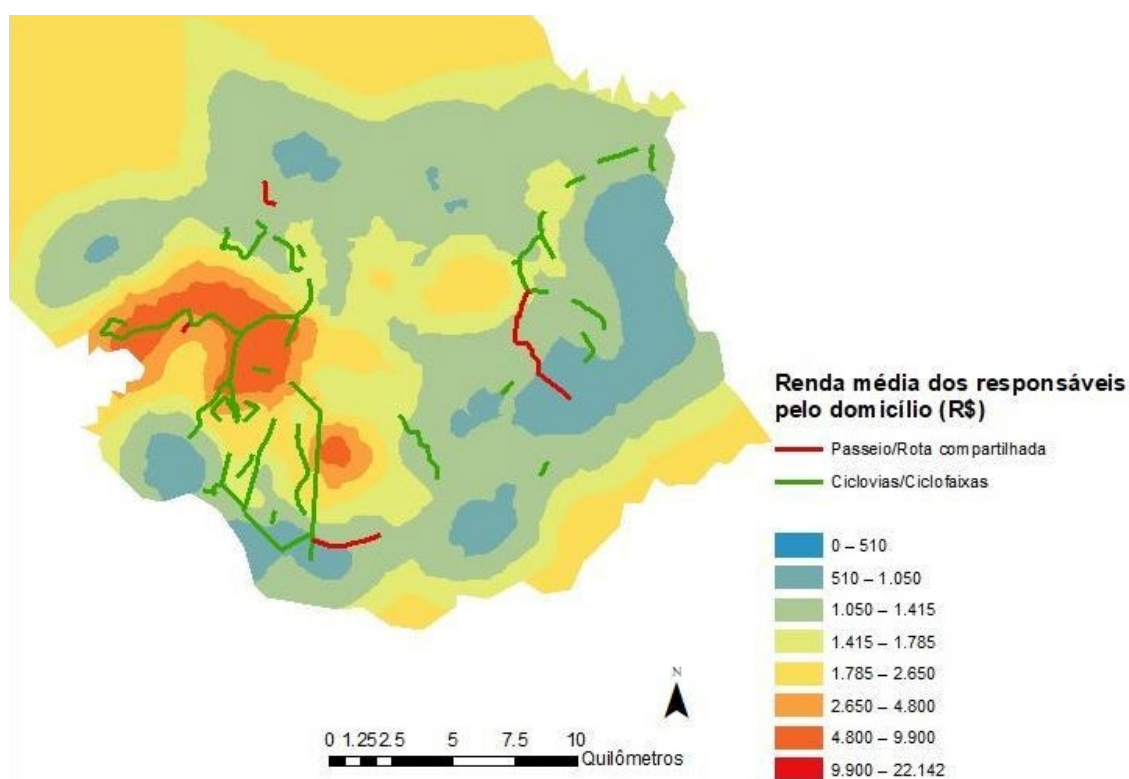 Renda média dos responsáveis
pelo domicílio (R$)
Passeio/Rota compartilhada
Ciclovias/Ciclofaixas
0 – 510
510 – 1.050
1.050 – 1.415
1.415 – 1.785
1.785 – 2.650
2.650 – 4.800
4.800 – 9.900
9.900 – 22.142
N
0 1.25 2.5 5 7.5 10
Quilômetros